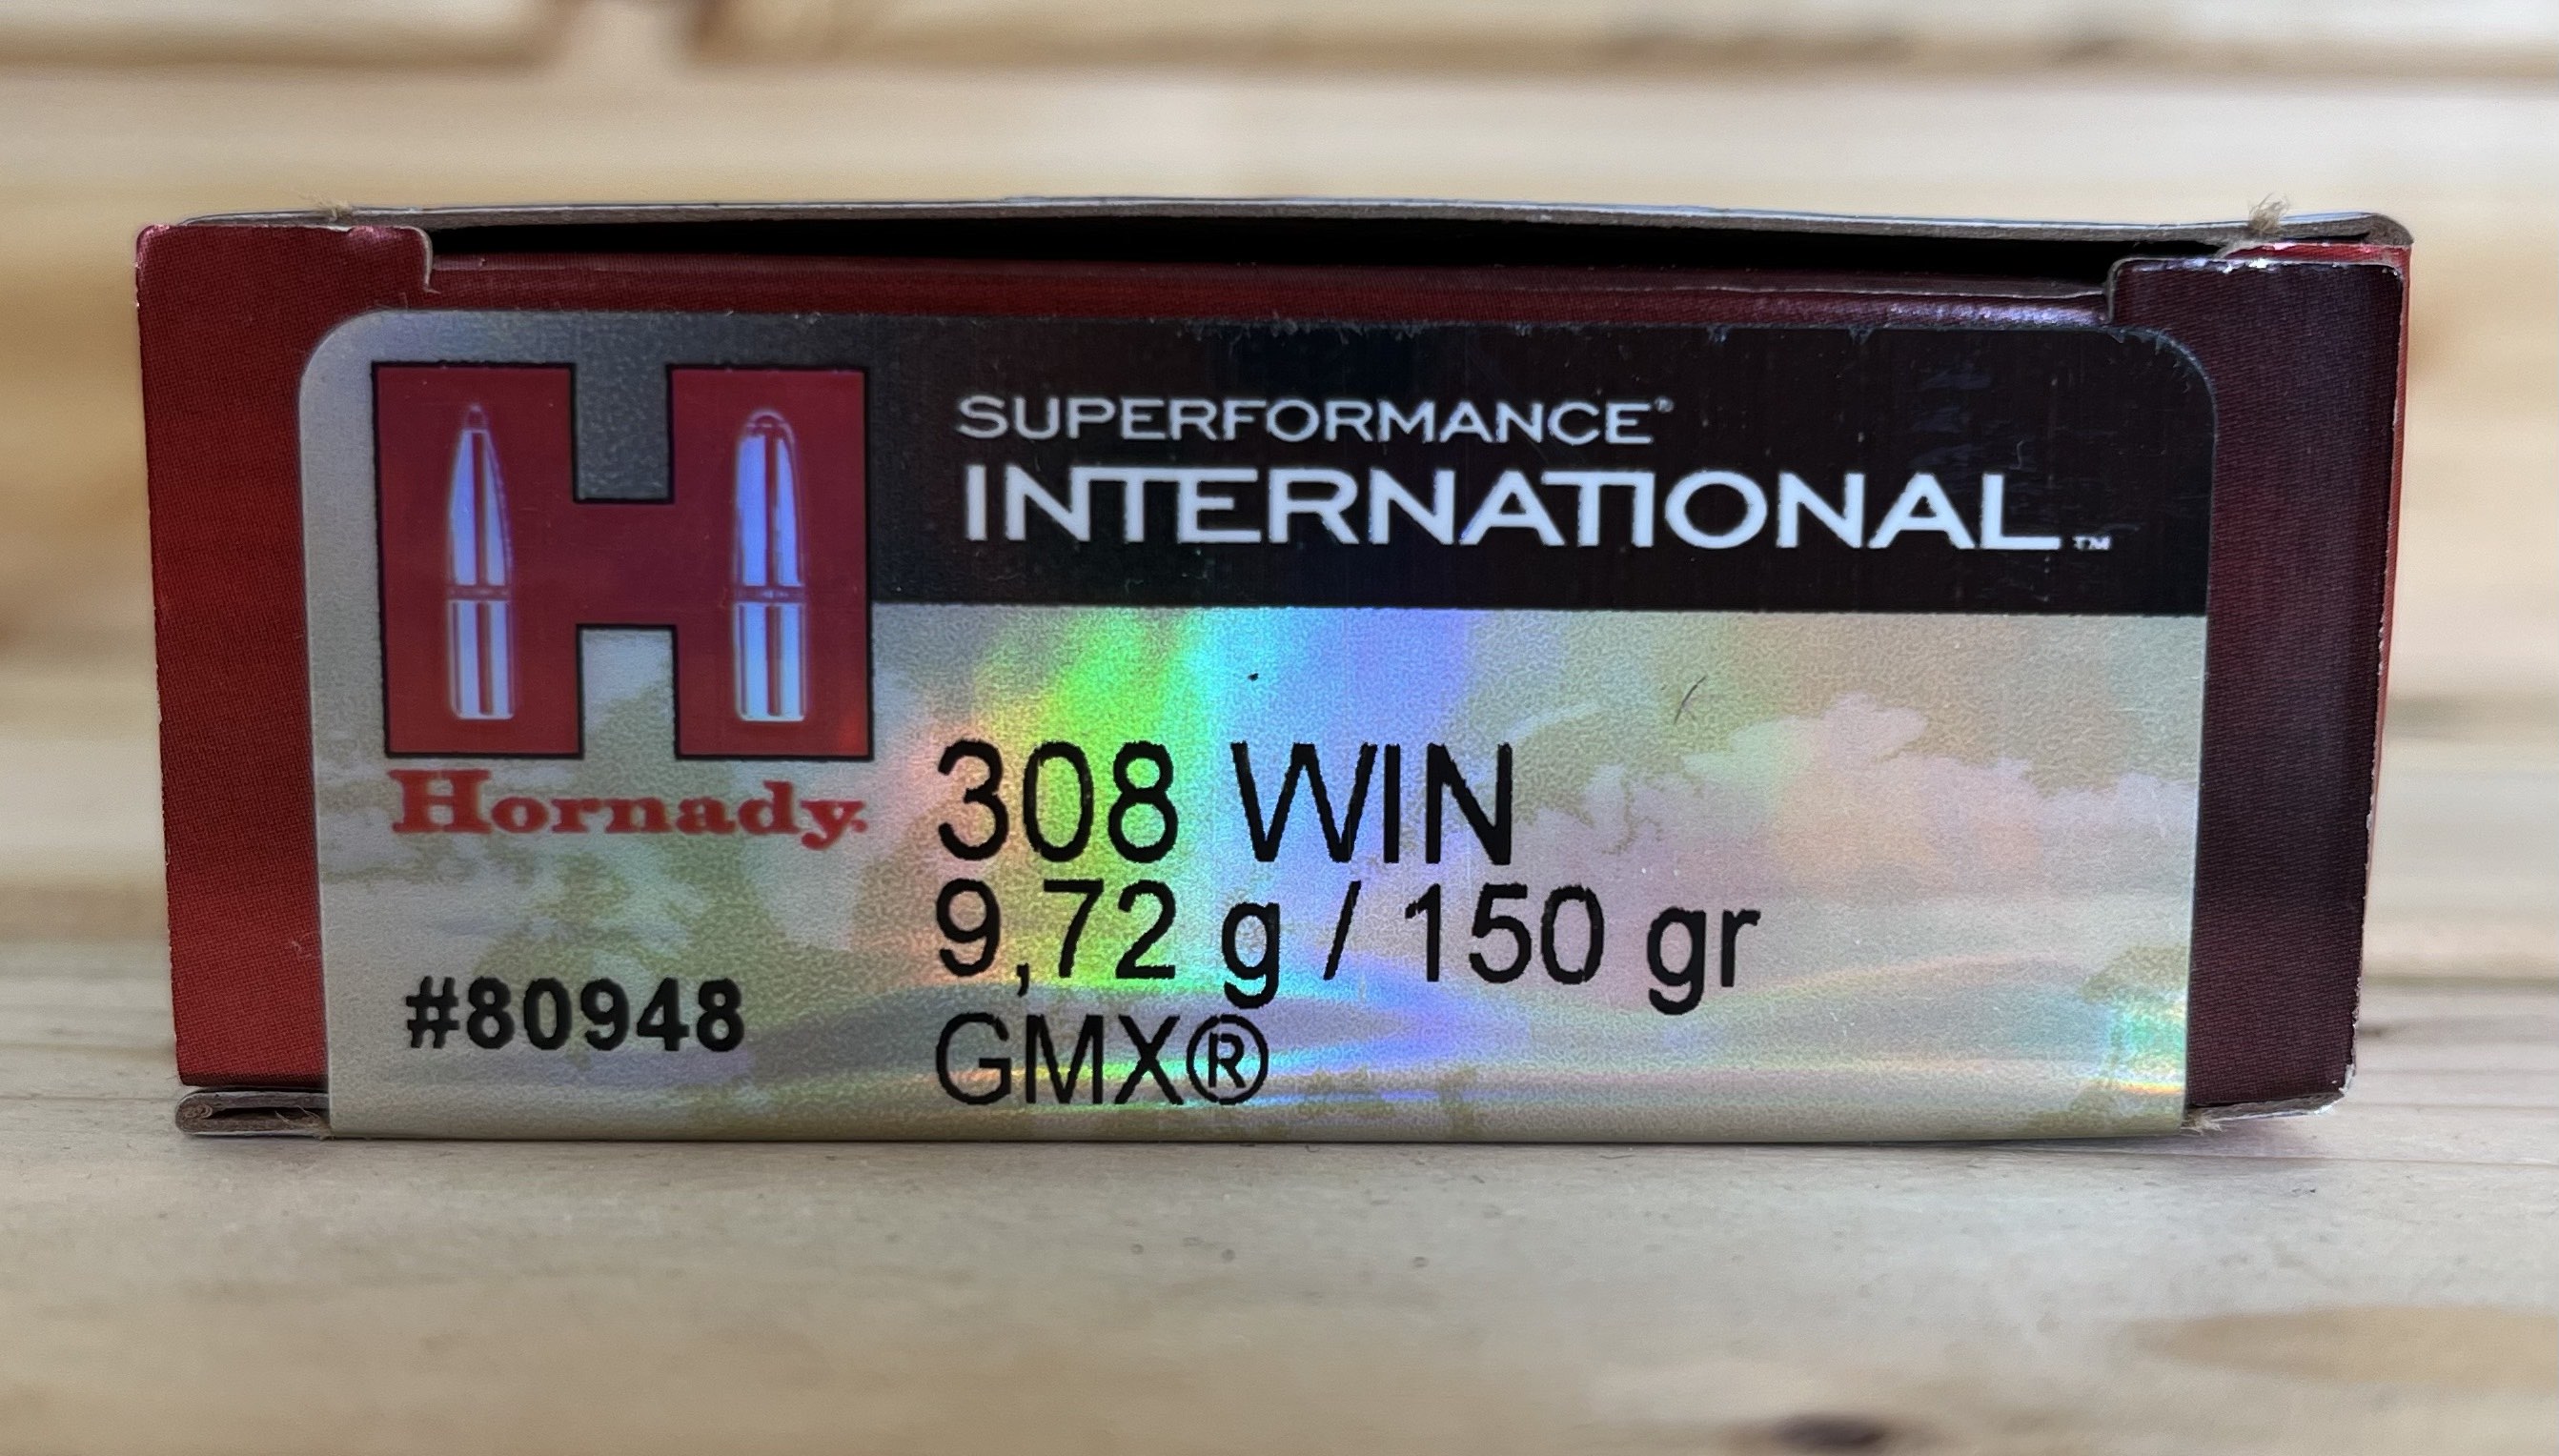 SUPERFORMANCE®
INTERNATIONAL™
Hornady®
308 WIN
9,72 g / 150 gr
GMX®
#80948